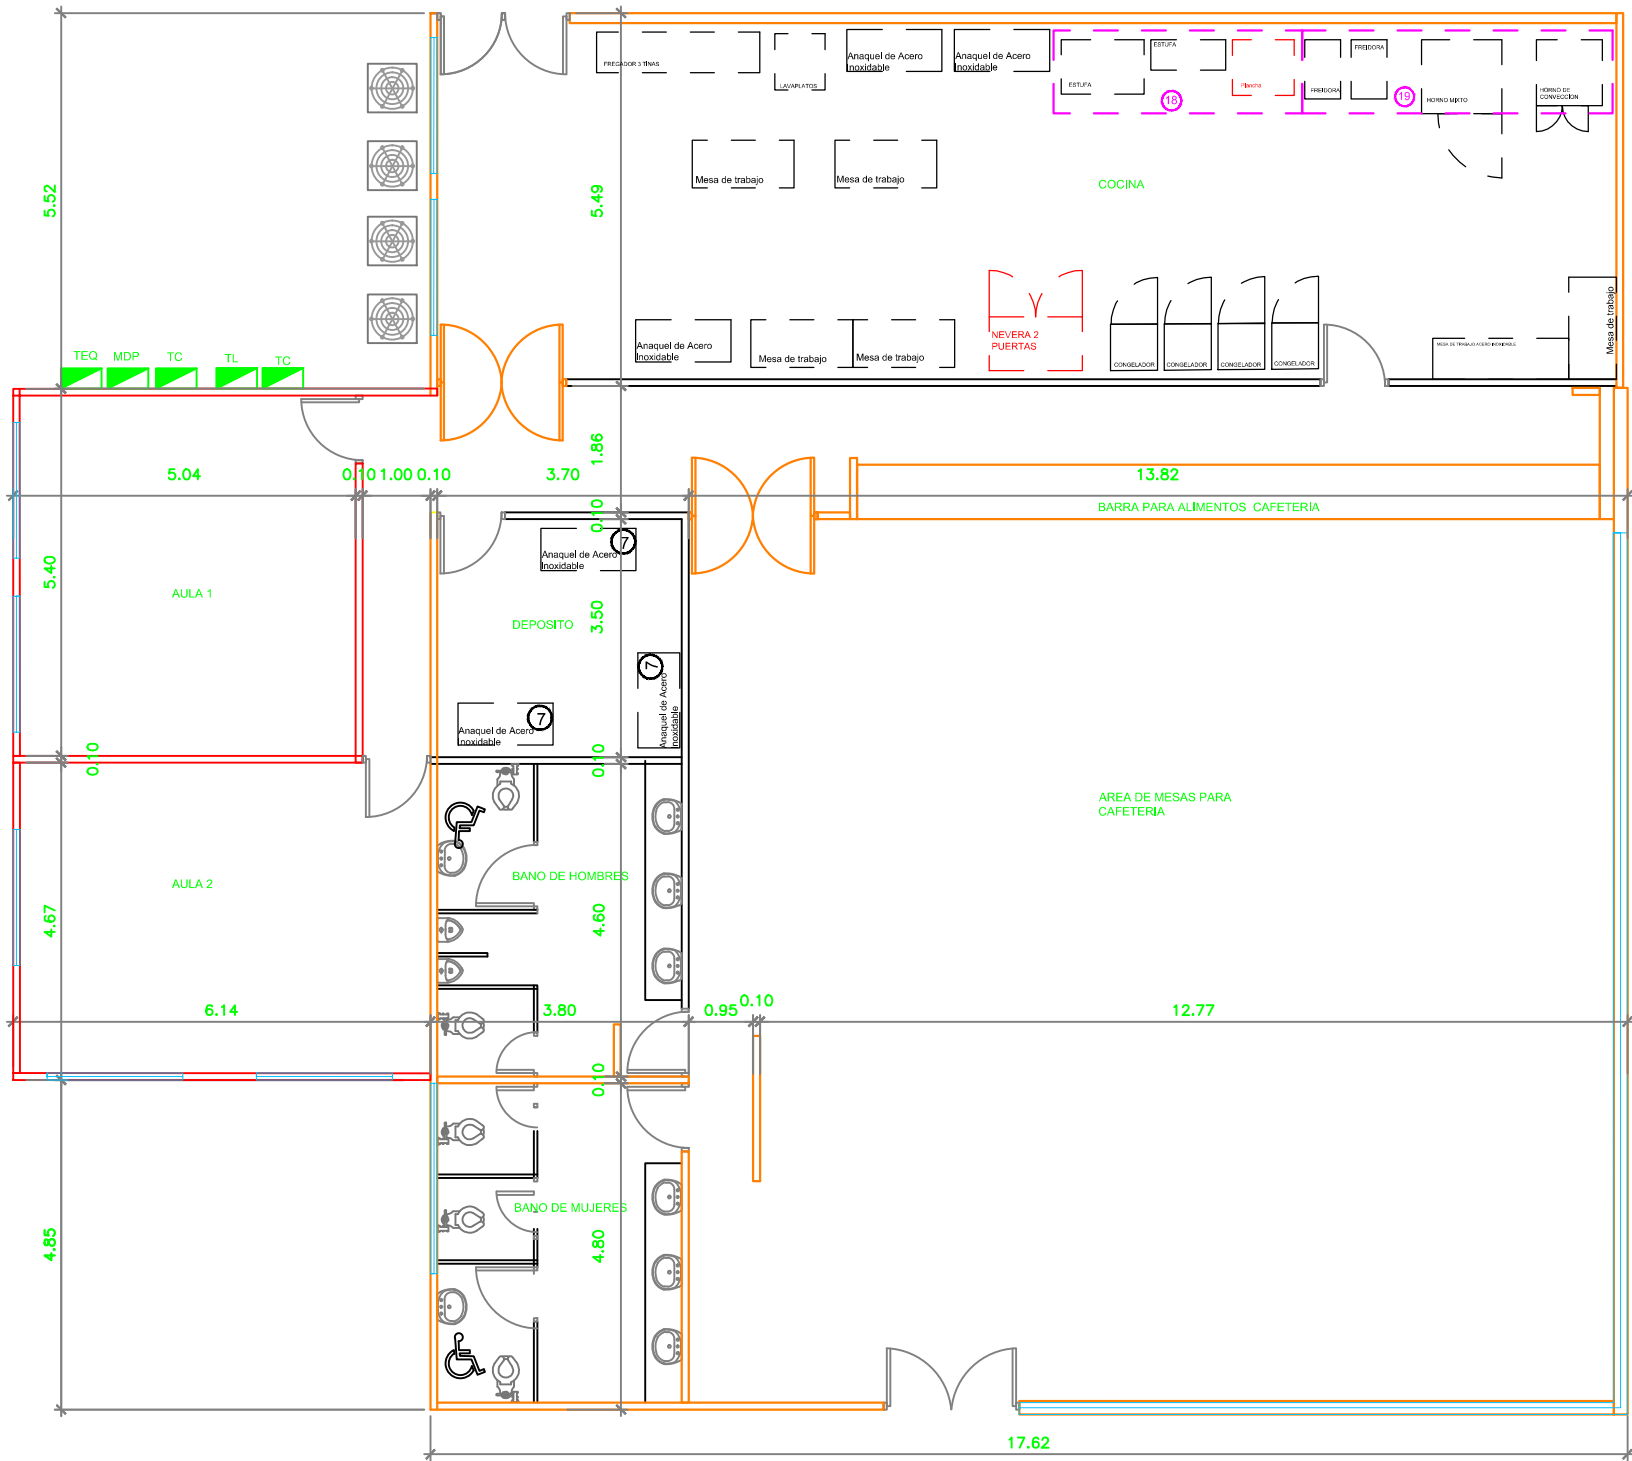 FREGADOR 3 TINAS
LAVAPLATOS
Anaquel de Acero
Inoxidable
Anaquel de Acero
Inoxidable
ESTUFA
ESTUFA
Plancha
18
FREIDORA
FREIDORA
19
HORNO MIXTO
HORNO DE
CONVECCIÓN
Mesa de trabajo
Mesa de trabajo
COCINA
5.52
5.49
Anaquel de Acero
Inoxidable
Mesa de trabajo
Mesa de trabajo
NEVERA 2
PUERTAS
CONGELADOR
CONGELADOR
CONGELADOR
CONGELADOR
MESA DE TRABAJO ACERO INOXIDABLE
Mesa de trabajo
TEQ
MDP
TC
TL
TC
5.04
0.10
1.00
0.10
3.70
1.86
13.82
BARRA PARA ALIMENTOS CAFETERIA
0.10
5.40
AULA 1
Anaquel de Acero
Inoxidable
7
DEPOSITO
3.50
7
Anaquel de Acero
Inoxidable
Anaquel de Acero
Inoxidable
7
0.10
0.10
AREA DE MESAS PARA
CAFETERIA
AULA 2
BANO DE HOMBRES
4.67
4.60
6.14
3.80
0.95
0.10
12.77
0.10
BANO DE MUJERES
4.85
4.80
17.62